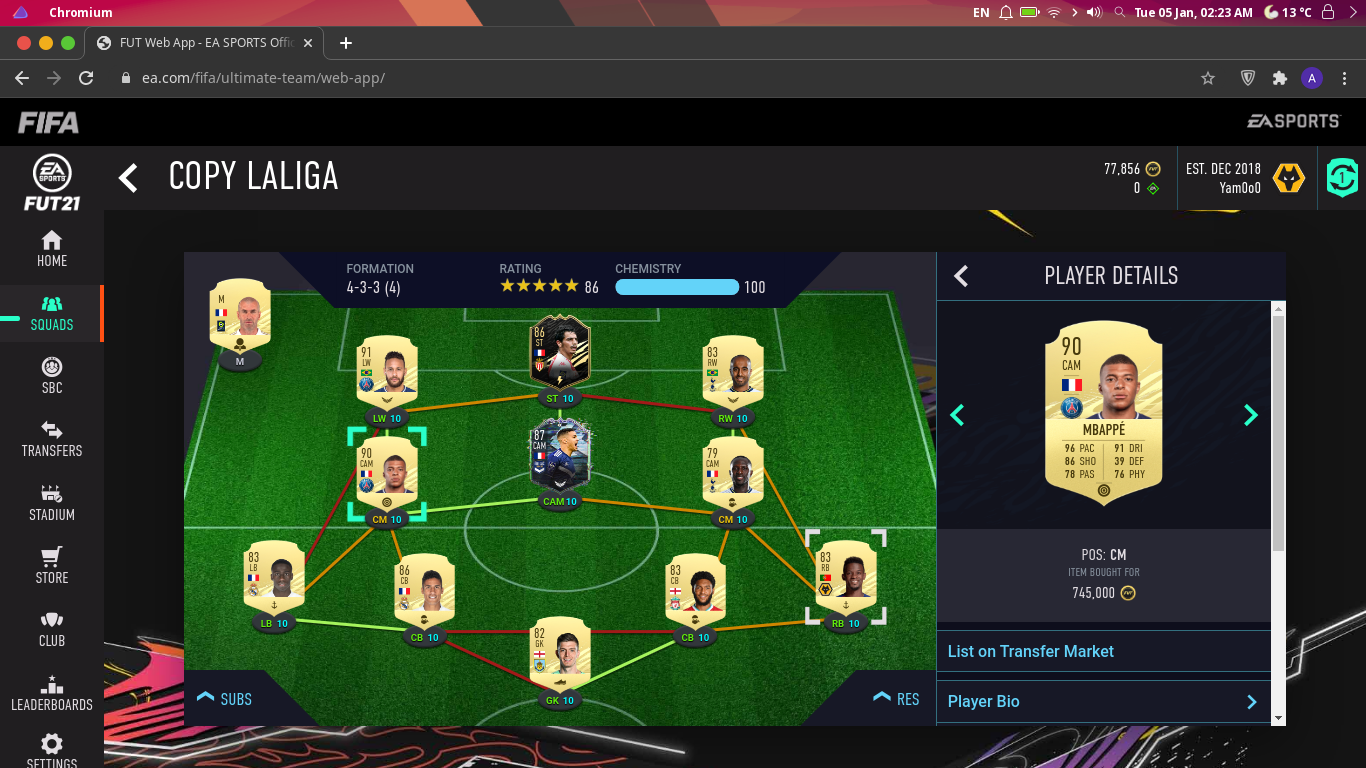 Chromium
EN
Tue 05 Jan, 02:23 AM
13 °C
FUT Web App - EA SPORTS Offic
ea.com/fifa/ultimate-team/web-app/
A
FIFA
EA SPORTS
EA SPORTS
FUT21
COPY LALIGA
77,856
0
EST. DEC 2018
Yam0o0
1
HOME
SQUADS
SBC
TRANSFERS
STADIUM
STORE
CLUB
LEADERBOARDS
SETTINGS
FORMATION
4-3-3 (4)
RATING
86
CHEMISTRY
100
M
M
91
LW
LW 10
86
ST
ST 10
83
RW
RW 10
90
CAM
CM 10
87
CAM
CAM 10
79
CAM
CM 10
83
LB
LB 10
86
CB
CB 10
83
CB
CB 10
83
RB
RB 10
82
GK
GK 10
SUBS
RES
PLAYER DETAILS
90
CAM
MBAPPÉ
96 PAC 91 DRI
86 SHO 39 DEF
78 PAS 76 PHY
POS: CM
ITEM BOUGHT FOR
745,000
List on Transfer Market
Player Bio